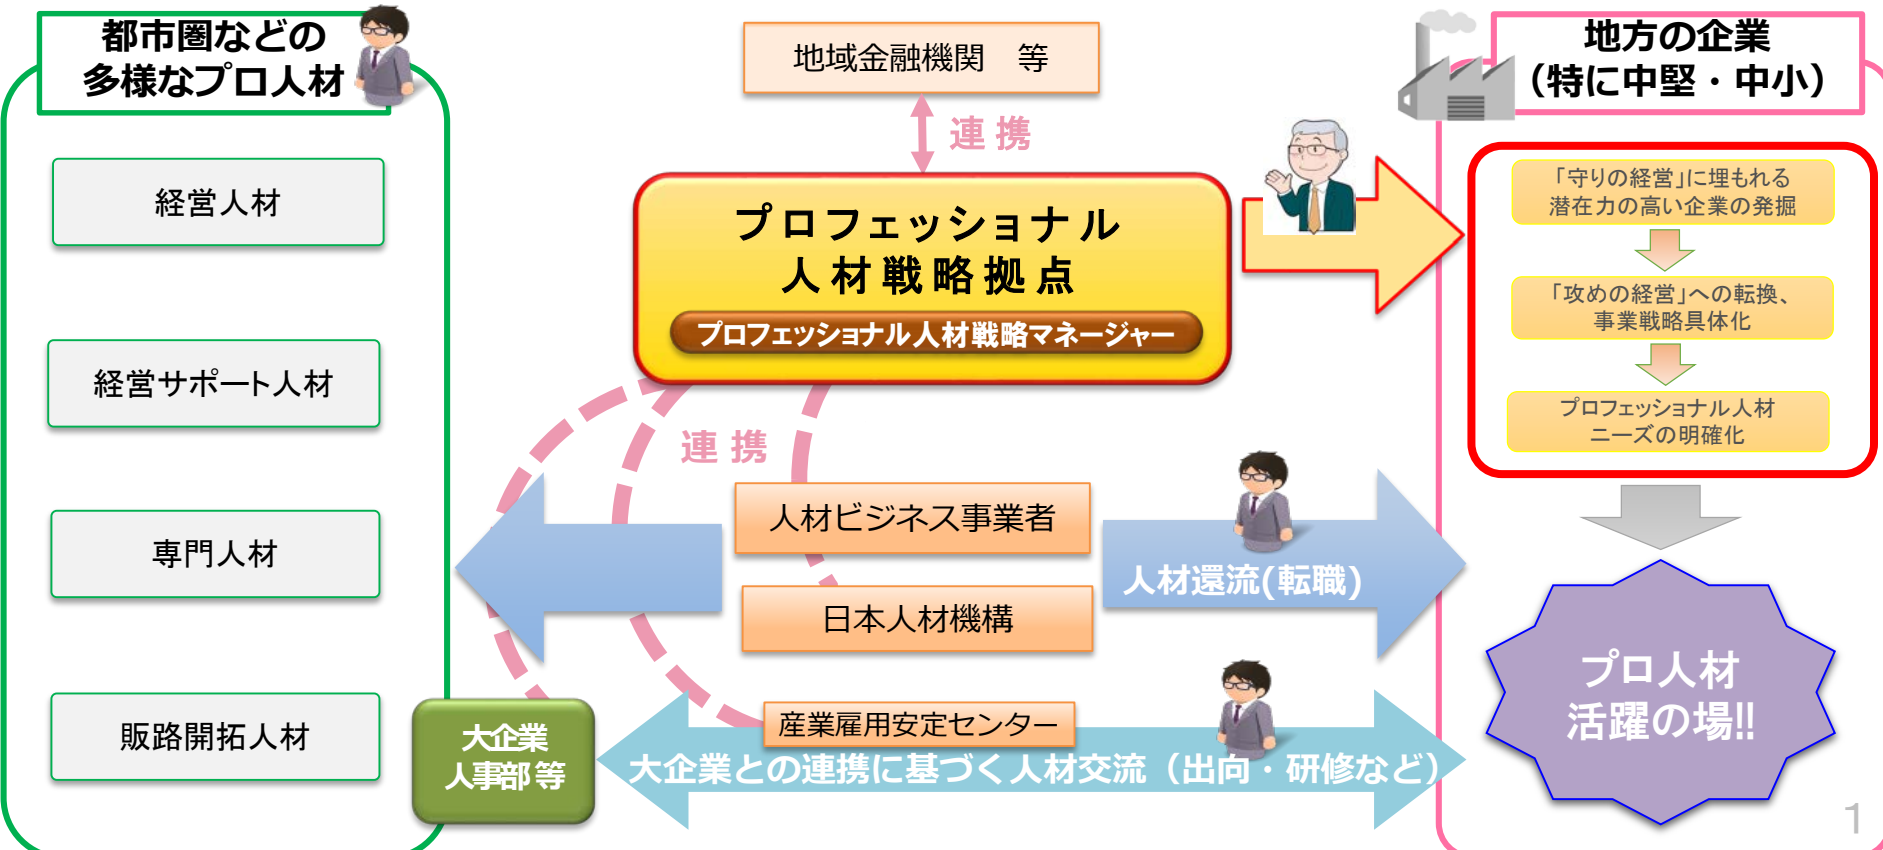 都市圏などの
多様なプロ人材
経営人材
経営サポート人材
専門人材
販路開拓人材
大企業
人事部等
地域金融機関　等
連携
プロフェッショナル
人材戦略拠点
プロフェッショナル人材戦略マネージャー
連携
人材ビジネス事業者
日本人材機構
人材還流(転職)
産業雇用安定センター
大企業との連携に基づく人材交流（出向・研修など）
地方の企業
（特に中堅・中小）
「守りの経営」に埋もれる
潜在力の高い企業の発掘
「攻めの経営」への転換、
事業戦略具体化
プロフェッショナル人材
ニーズの明確化
プロ人材
活躍の場!!
1